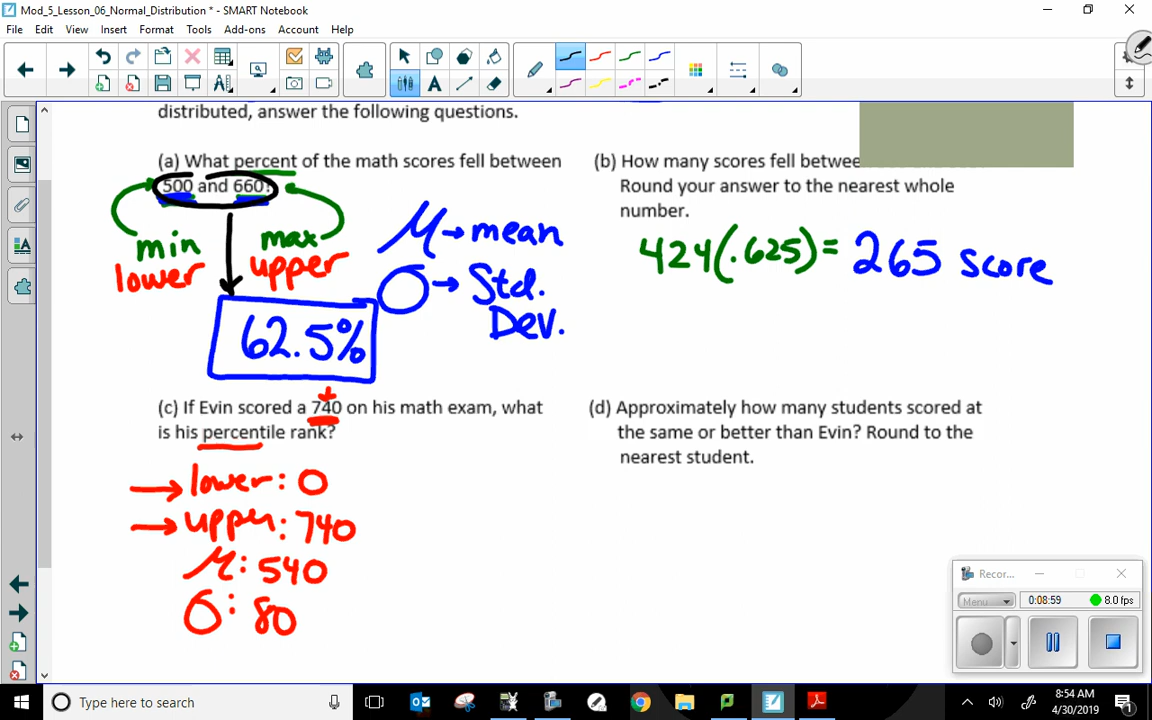 Mod_5_Lesson_06_Normal_Distribution * - SMART Notebook
File Edit View Insert Format Tools Add-ons Account Help
distributed, answer the following questions.
(a) What percent of the math scores fell between
500 and 660?
min max
lower upper
μ → mean
σ → Std.
Dev.
62.5%
(b) How many scores fell betwee
Round your answer to the nearest whole
number.
424(.625)= 265 score
(c) If Evin scored a 740 on his math exam, what
is his percentile rank?
→ lower: 0
→ upper: 740
μ: 540
σ: 80
(d) Approximately how many students scored at
the same or better than Evin? Round to the
nearest student.
Recor...
Menu 0:08:59 8.0 fps
Type here to search
8:54 AM
4/30/2019
1